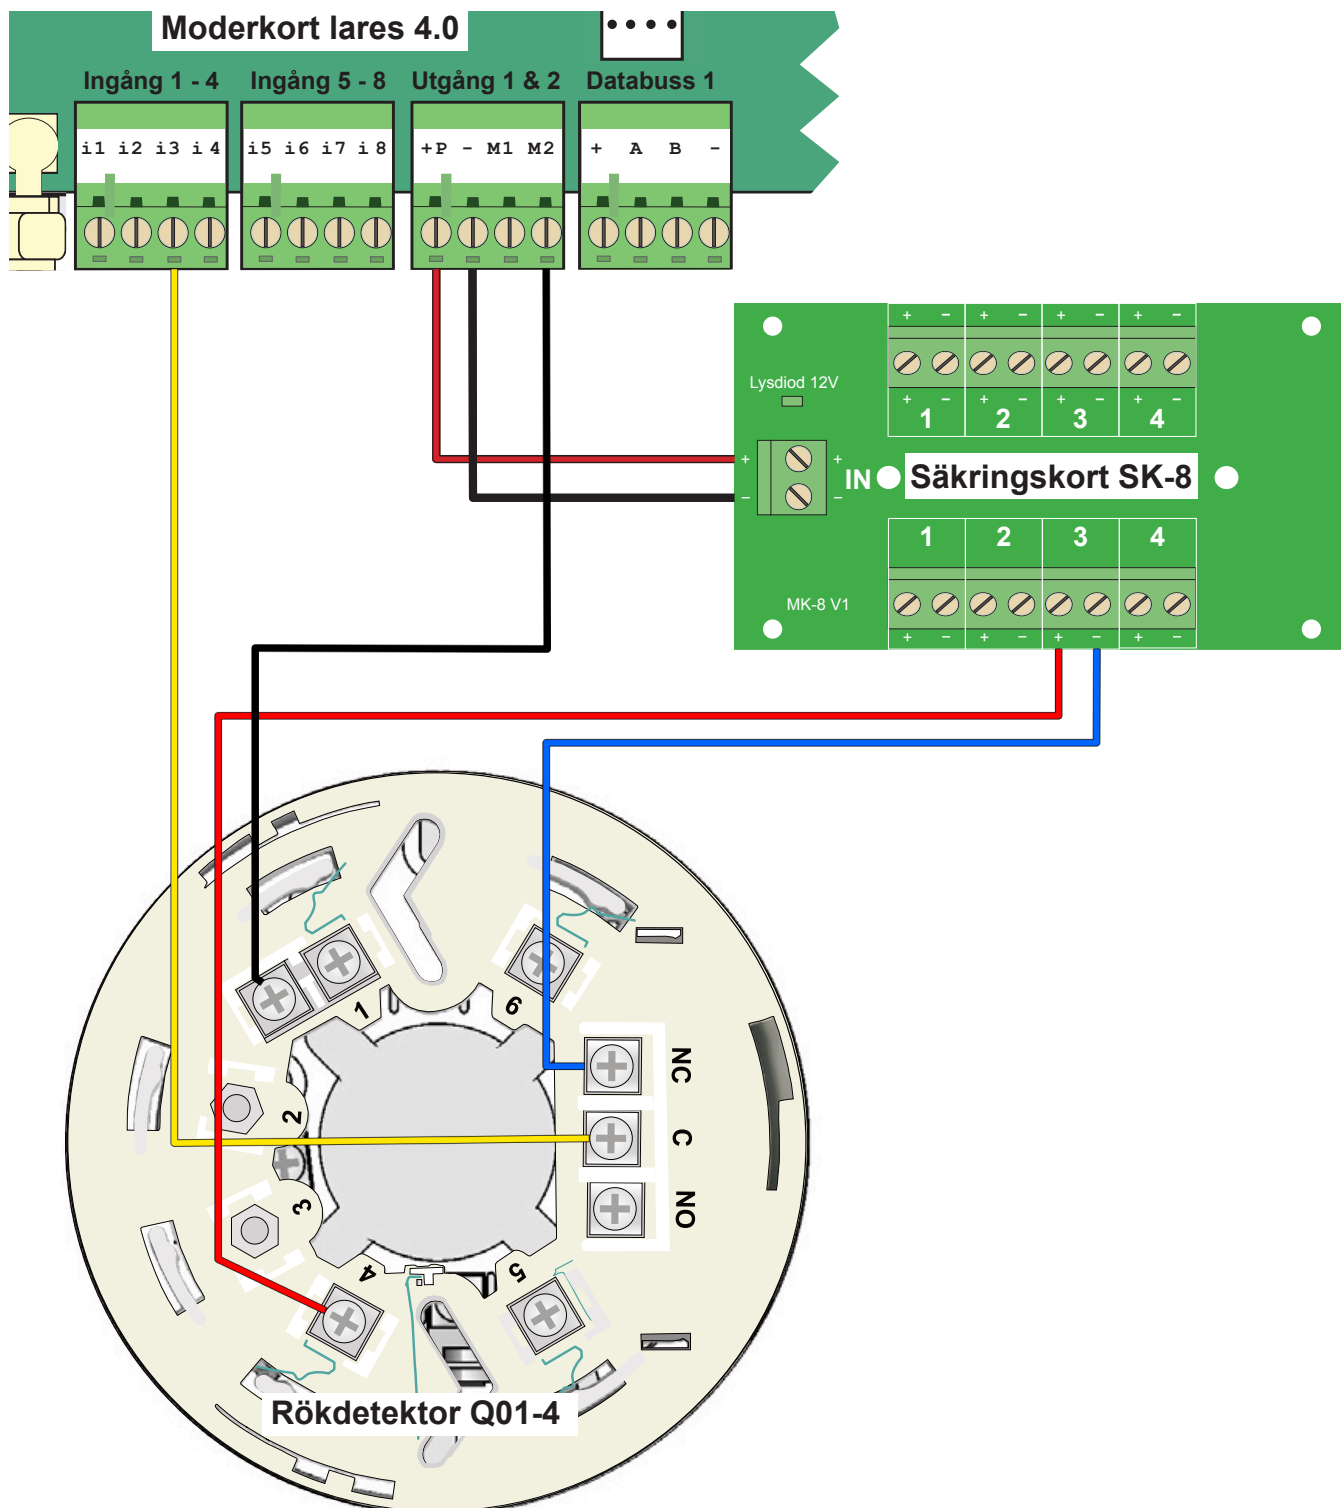 Moderkort lares 4.0
Ingång 1 - 4 Ingång 5 - 8 Utgång 1 & 2 Databuss 1
i1 i2 i3 i4 i5 i6 i7 i8 +P - M1 M2 + A B -
+ - + - + - + -
Lysdiod 12V
+ - + - + - + -
1 2 3 4
+ +
IN Säkringskort SK-8
- -
1 2 3 4
MK-8 V1
+ - + - + - + -
1 6
NC
2 C
3 NO
4 5
Rökdetektor Q01-4